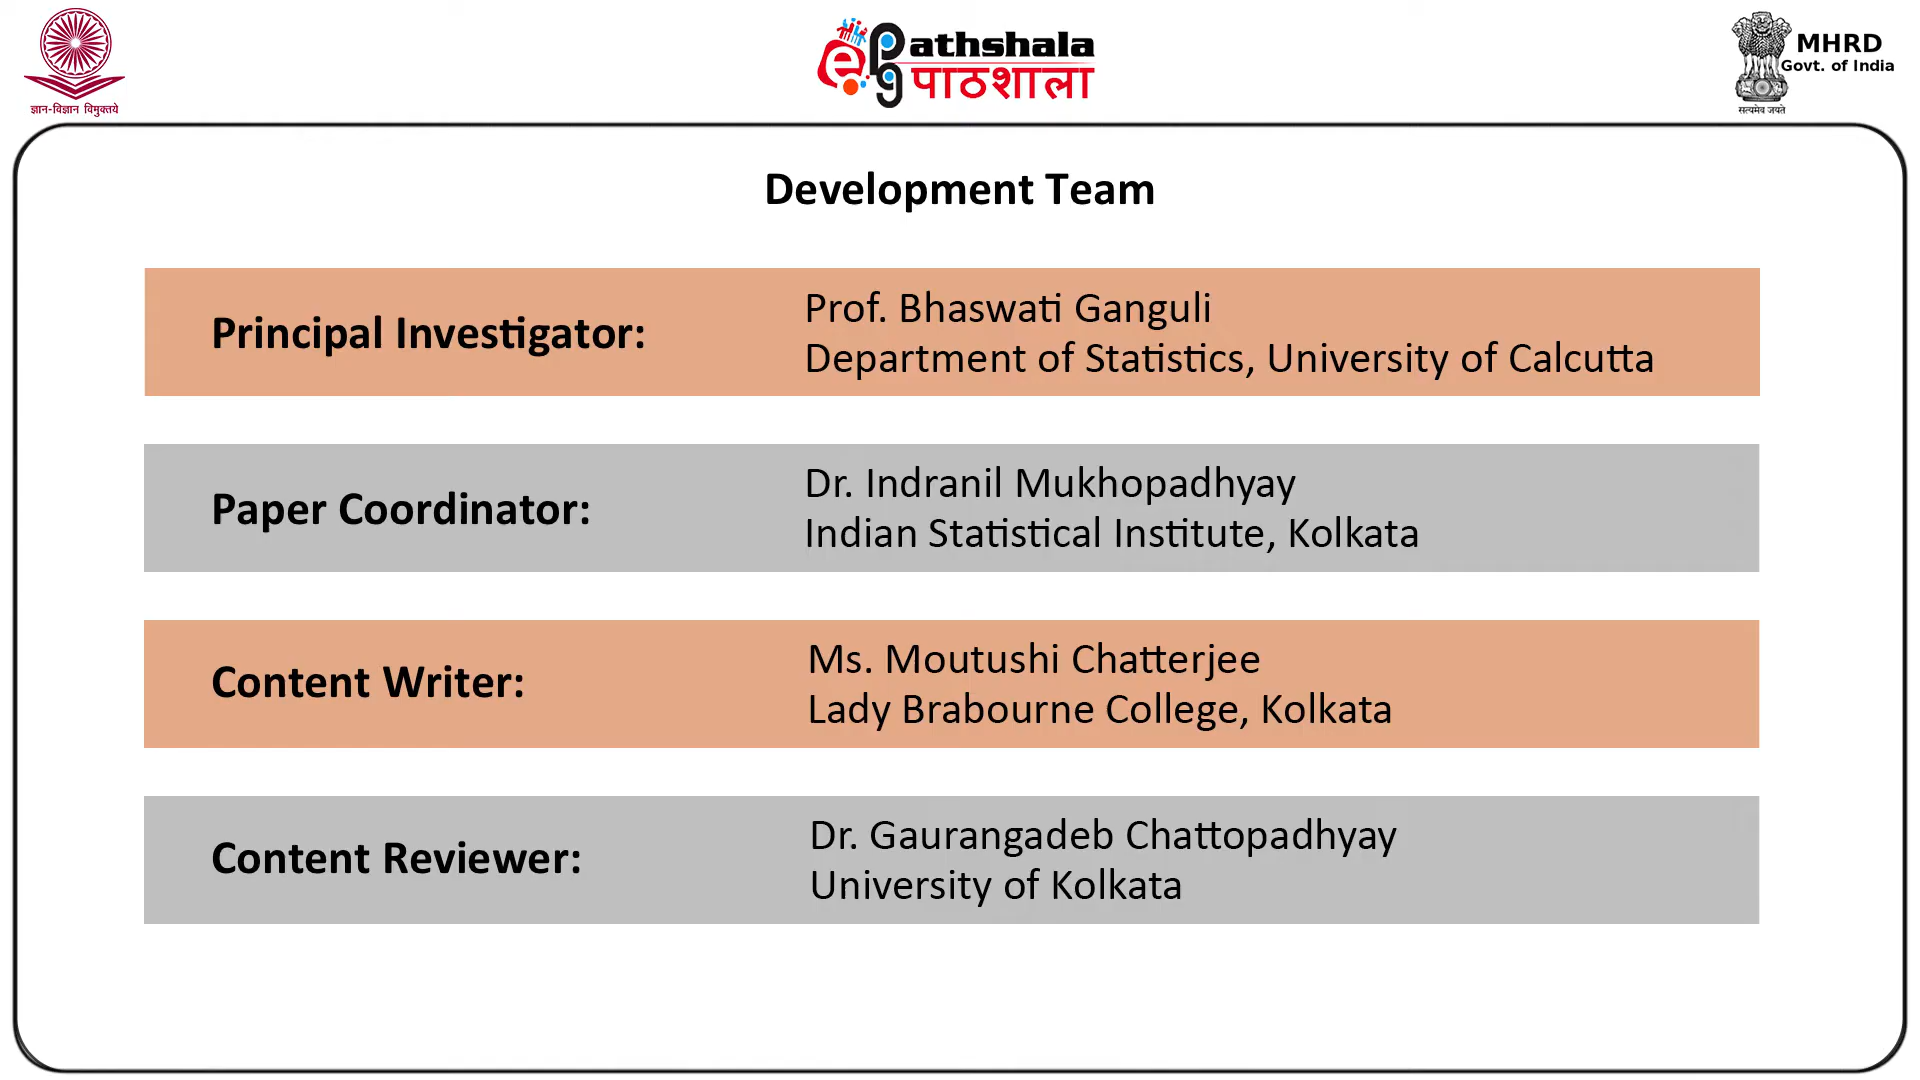 ज्ञान-विज्ञान विमुक्तये
ePG Pathshala
पाठशाला
MHRD
Govt. of India
सत्यमेव जयते
Development Team
Principal Investigator:
Prof. Bhaswati Ganguli
Department of Statistics, University of Calcutta
Paper Coordinator:
Dr. Indranil Mukhopadhyay
Indian Statistical Institute, Kolkata
Content Writer:
Ms. Moutushi Chatterjee
Lady Brabourne College, Kolkata
Content Reviewer:
Dr. Gaurangadeb Chattopadhyay
University of Kolkata